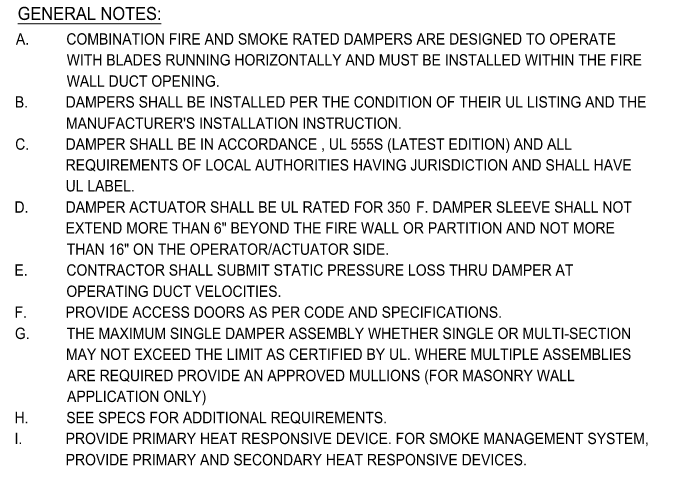 GENERAL NOTES:
A. COMBINATION FIRE AND SMOKE RATED DAMPERS ARE DESIGNED TO OPERATE
WITH BLADES RUNNING HORIZONTALLY AND MUST BE INSTALLED WITHIN THE FIRE
WALL DUCT OPENING.
B. DAMPERS SHALL BE INSTALLED PER THE CONDITION OF THEIR UL LISTING AND THE
MANUFACTURER'S INSTALLATION INSTRUCTION.
C. DAMPER SHALL BE IN ACCORDANCE , UL 555S (LATEST EDITION) AND ALL
REQUIREMENTS OF LOCAL AUTHORITIES HAVING JURISDICTION AND SHALL HAVE
UL LABEL.
D. DAMPER ACTUATOR SHALL BE UL RATED FOR 350 F. DAMPER SLEEVE SHALL NOT
EXTEND MORE THAN 6" BEYOND THE FIRE WALL OR PARTITION AND NOT MORE
THAN 16" ON THE OPERATOR/ACTUATOR SIDE.
E. CONTRACTOR SHALL SUBMIT STATIC PRESSURE LOSS THRU DAMPER AT
OPERATING DUCT VELOCITIES.
F. PROVIDE ACCESS DOORS AS PER CODE AND SPECIFICATIONS.
G. THE MAXIMUM SINGLE DAMPER ASSEMBLY WHETHER SINGLE OR MULTI-SECTION
MAY NOT EXCEED THE LIMIT AS CERTIFIED BY UL. WHERE MULTIPLE ASSEMBLIES
ARE REQUIRED PROVIDE AN APPROVED MULLIONS (FOR MASONRY WALL
APPLICATION ONLY)
H. SEE SPECS FOR ADDITIONAL REQUIREMENTS.
I. PROVIDE PRIMARY HEAT RESPONSIVE DEVICE. FOR SMOKE MANAGEMENT SYSTEM,
PROVIDE PRIMARY AND SECONDARY HEAT RESPONSIVE DEVICES.